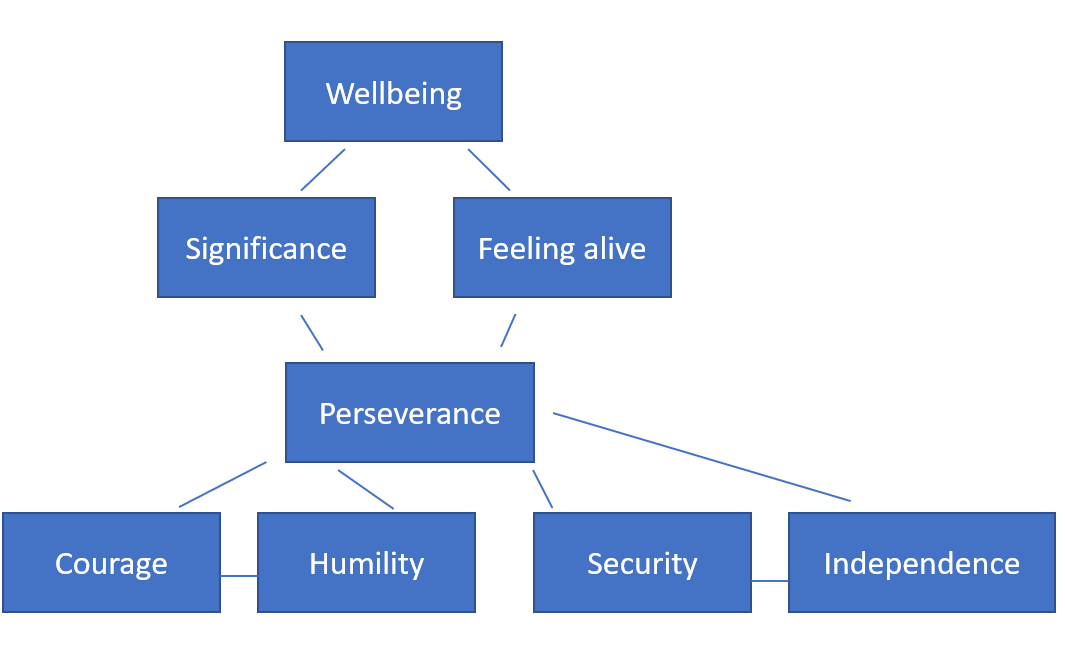 Wellbeing
Significance
Feeling alive
Perseverance
Courage
Humility
Security
Independence